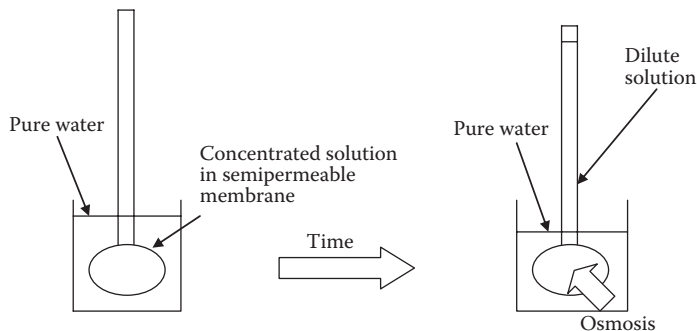 Pure water
Concentrated solution
in semipermeable
membrane
Time
Dilute
solution
Pure water
Osmosis